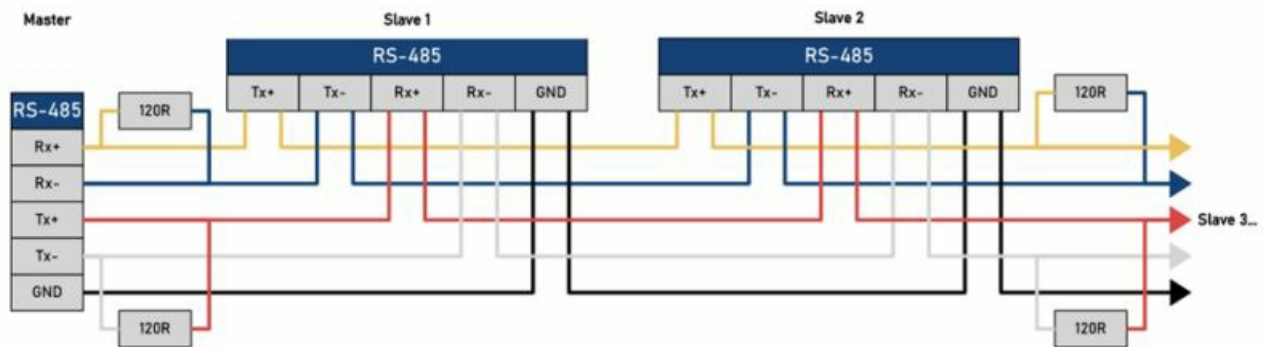 Master
Slave 1
Slave 2
RS-485
RS-485
Tx+ Tx- Rx+ Rx- GND
Tx+ Tx- Rx+ Rx- GND
RS-485
120R
120R
Rx+
Rx-
Tx+
Slave 3...
Tx-
GND
120R
120R